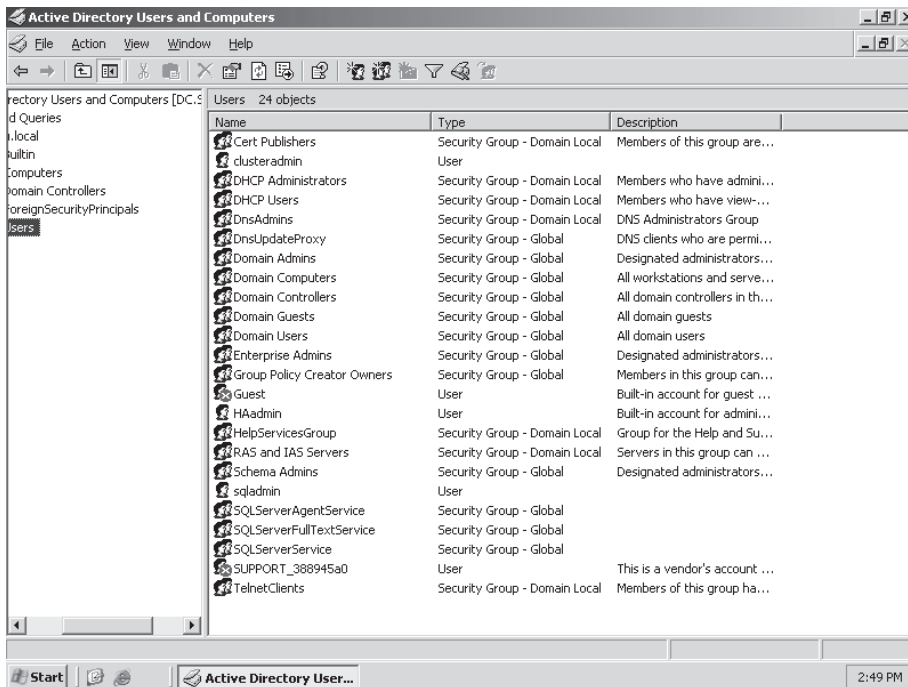 Active Directory Users and Computers
File Action View Window Help
rectory Users and Computers [DC.S
d Queries
.local
uiltin
Computers
Domain Controllers
ForeignSecurityPrincipals
Users
Users 24 objects
Name Type Description
Cert Publishers Security Group - Domain Local Members of this group are...
clusteradmin User
DHCP Administrators Security Group - Domain Local Members who have admini...
DHCP Users Security Group - Domain Local Members who have view-...
DnsAdmins Security Group - Domain Local DNS Administrators Group
DnsUpdateProxy Security Group - Global DNS clients who are permi...
Domain Admins Security Group - Global Designated administrators...
Domain Computers Security Group - Global All workstations and serve...
Domain Controllers Security Group - Global All domain controllers in th...
Domain Guests Security Group - Global All domain guests
Domain Users Security Group - Global All domain users
Enterprise Admins Security Group - Global Designated administrators...
Group Policy Creator Owners Security Group - Global Members in this group can...
Guest User Built-in account for guest ...
HAadmin User Built-in account for admini...
HelpServicesGroup Security Group - Domain Local Group for the Help and Su...
RAS and IAS Servers Security Group - Domain Local Servers in this group can ...
Schema Admins Security Group - Global Designated administrators...
sqladmin User
SQLServerAgentService Security Group - Global
SQLServerFullTextService Security Group - Global
SQLServerService Security Group - Global
SUPPORT_388945a0 User This is a vendor's account ...
TelnetClients Security Group - Domain Local Members of this group ha...
Start Active Directory User... 2:49 PM